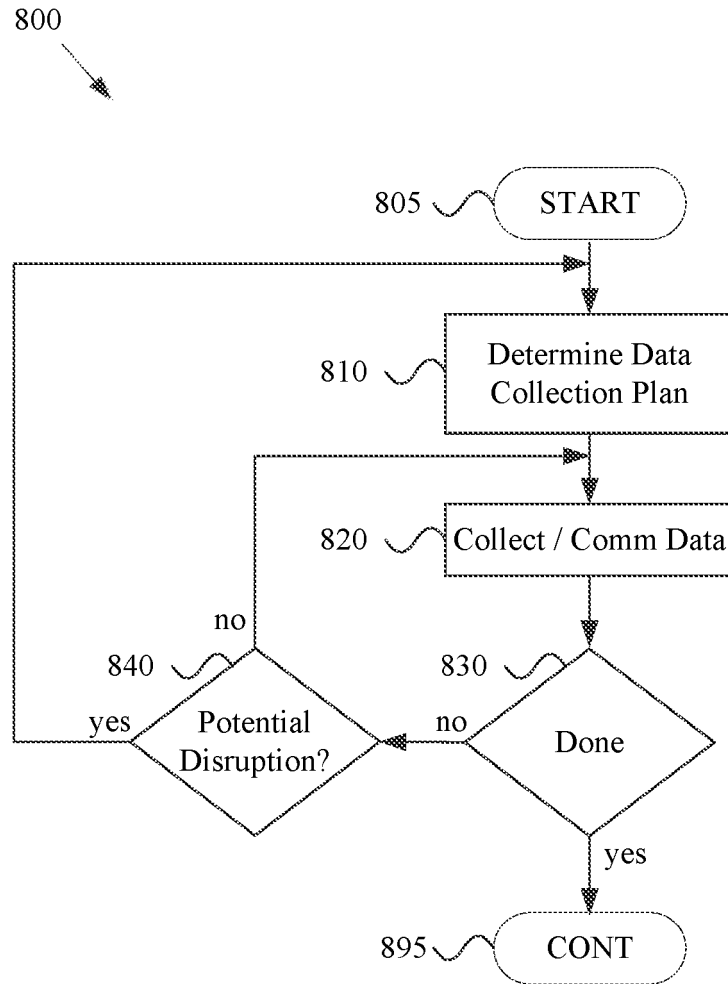 800
805
START
810
Determine Data
Collection Plan
820
Collect / Comm Data
no
840
830
yes
Potential
Disruption?
no
Done
yes
895
CONT